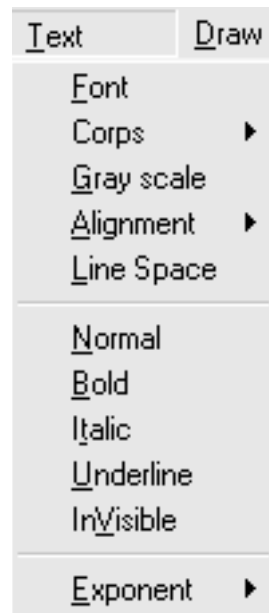 Text Draw
Font
Corps
Gray scale
Alignment
Line Space
Normal
Bold
Italic
Underline
InVisible
Exponent